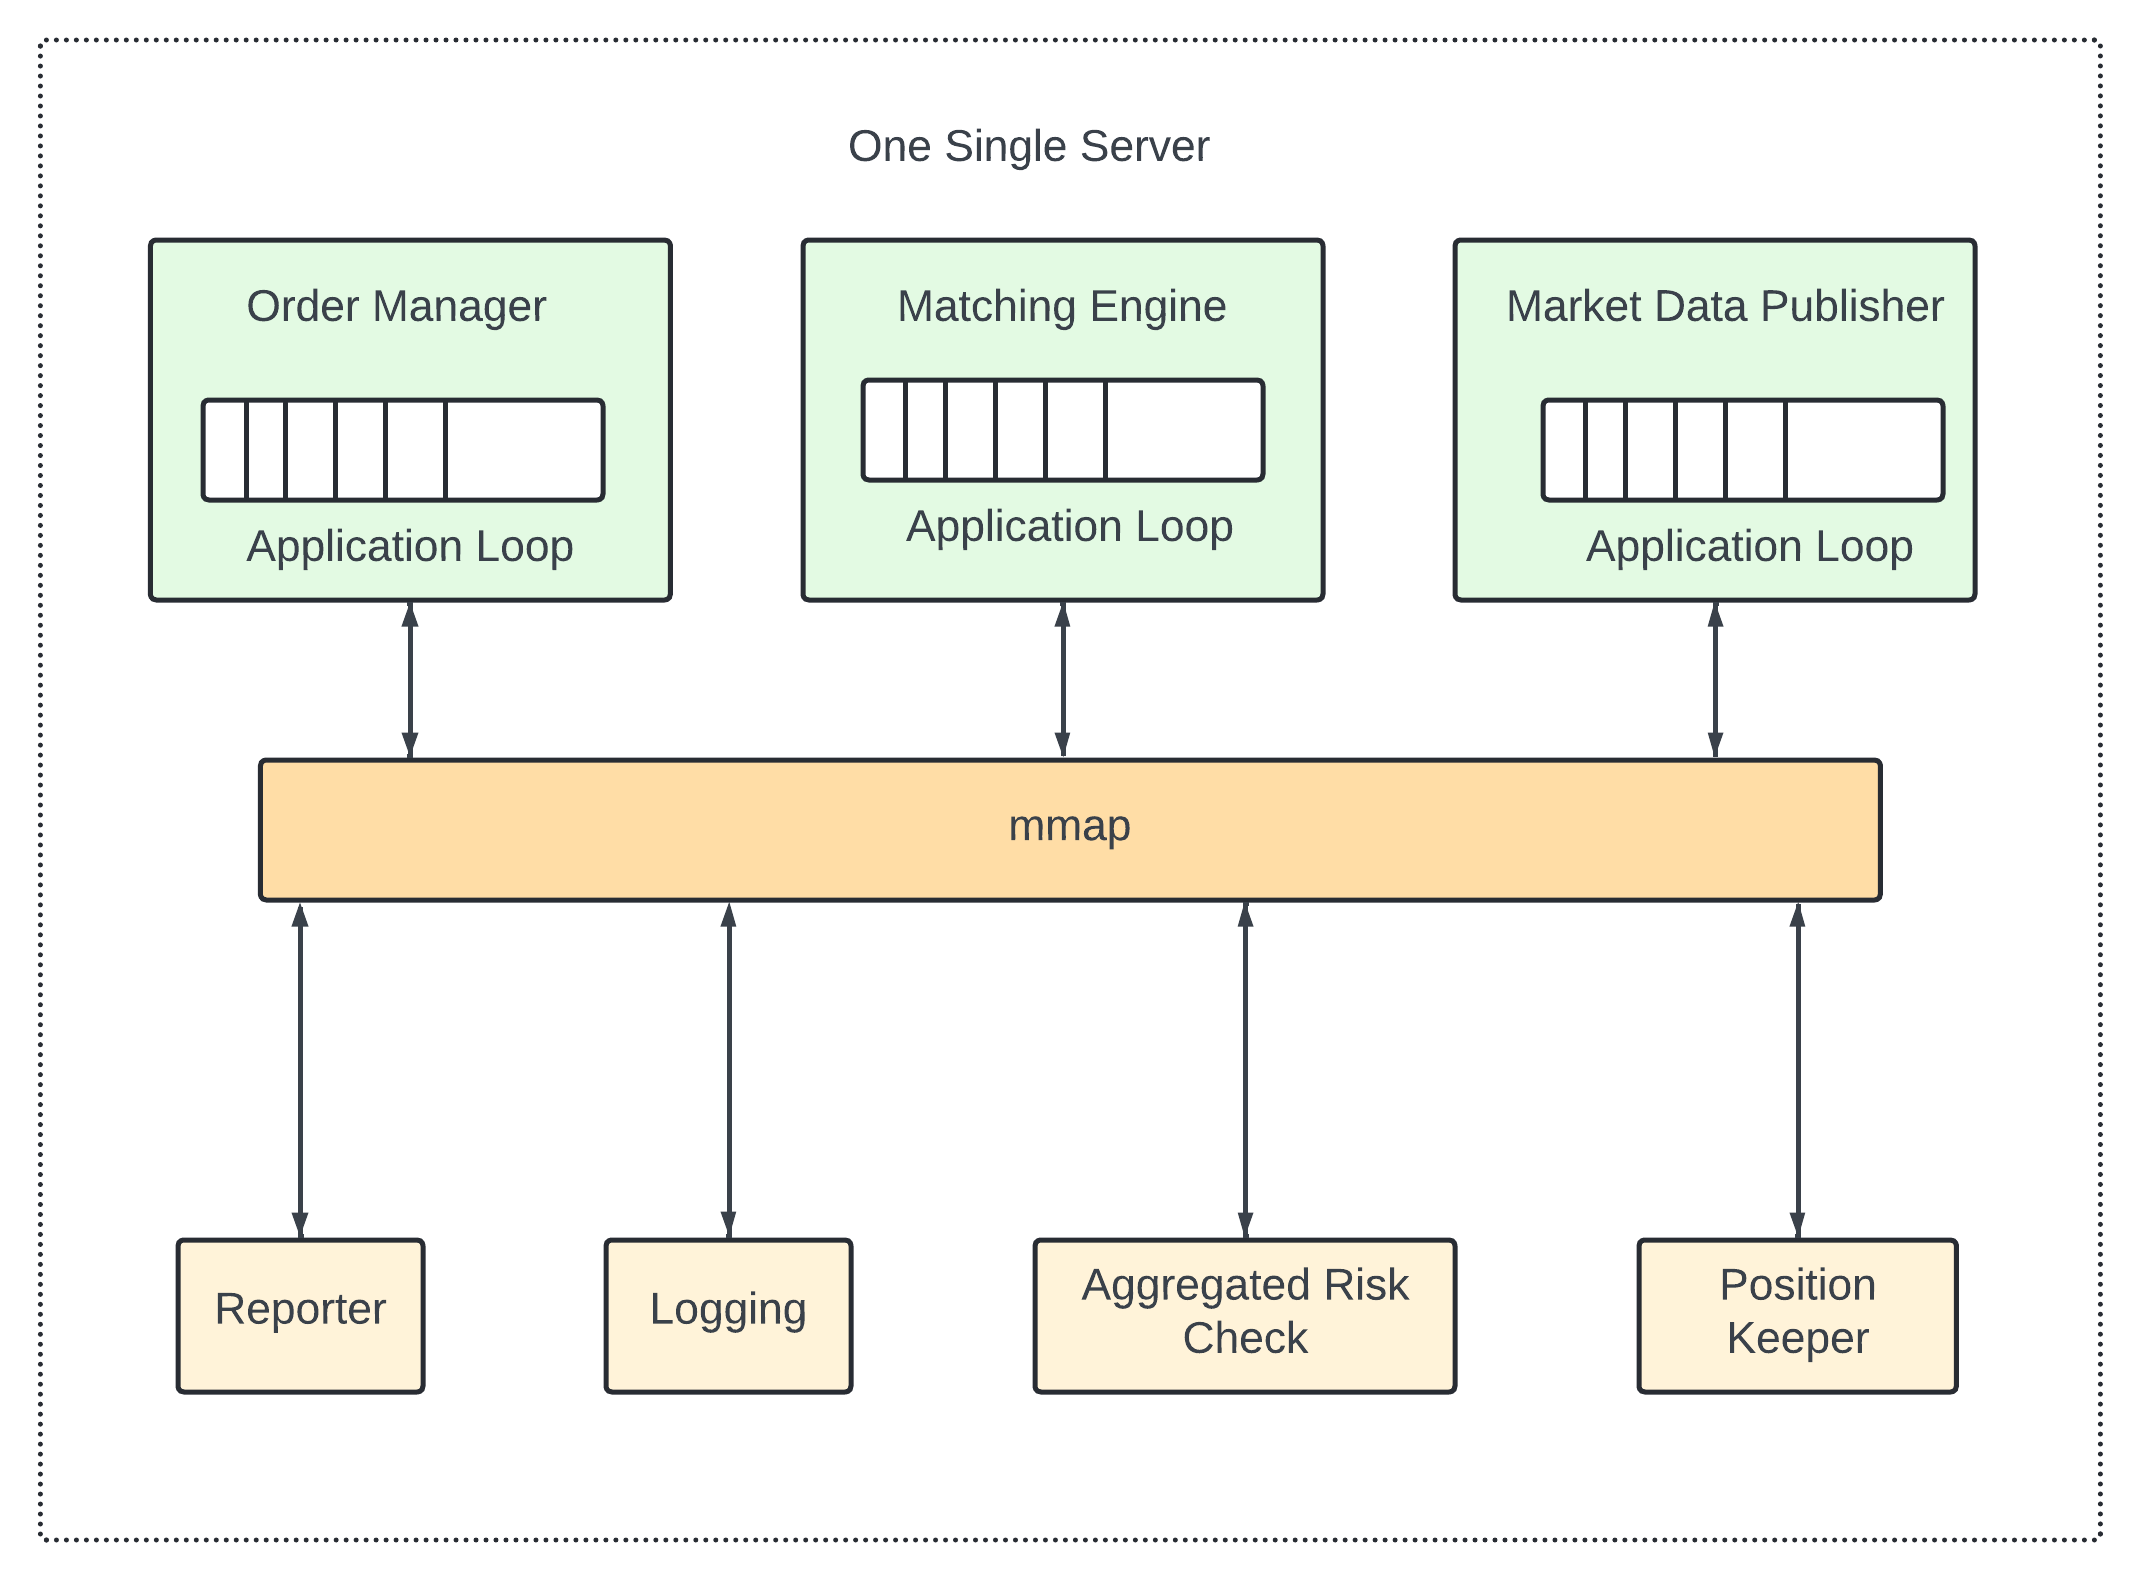 One Single Server
Order Manager
Application Loop
Matching Engine
Application Loop
Market Data Publisher
Application Loop
mmap
Reporter
Logging
Aggregated Risk
Check
Position
Keeper